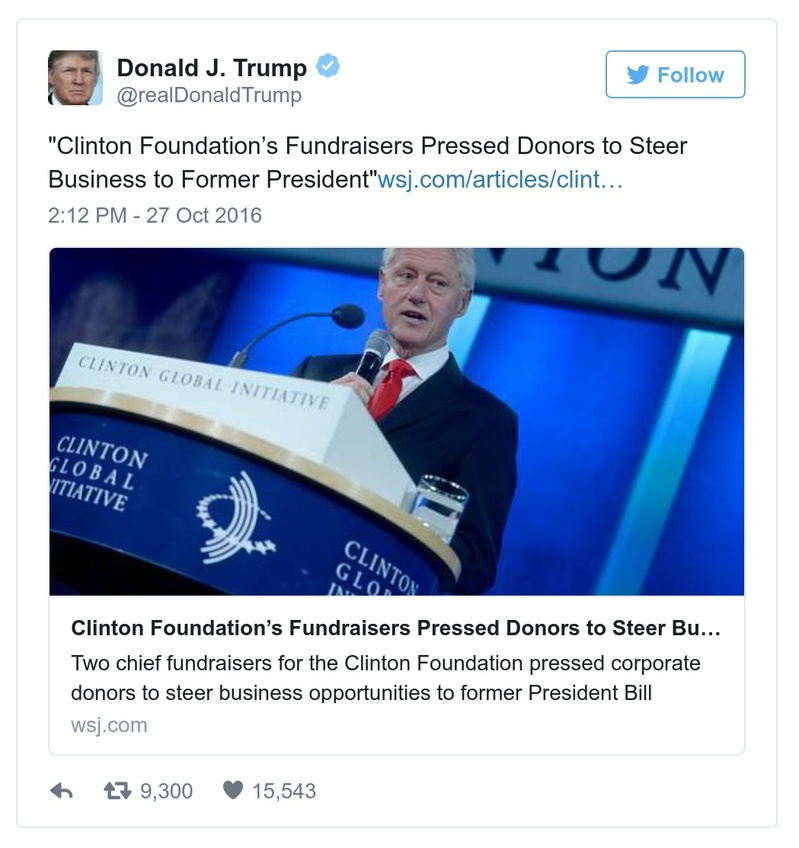 Donald J. Trump
@realDonaldTrump
Follow
"Clinton Foundation’s Fundraisers Pressed Donors to Steer
Business to Former President"wsj.com/articles/clint…
2:12 PM - 27 Oct 2016
NTON
CLINTON GLOBAL INITIATIVE
CLINTON
GLOBAL
ITIATIVE
CLINTON
GLO
Clinton Foundation’s Fundraisers Pressed Donors to Steer Bu…
Two chief fundraisers for the Clinton Foundation pressed corporate
donors to steer business opportunities to former President Bill
wsj.com
9,300 15,543